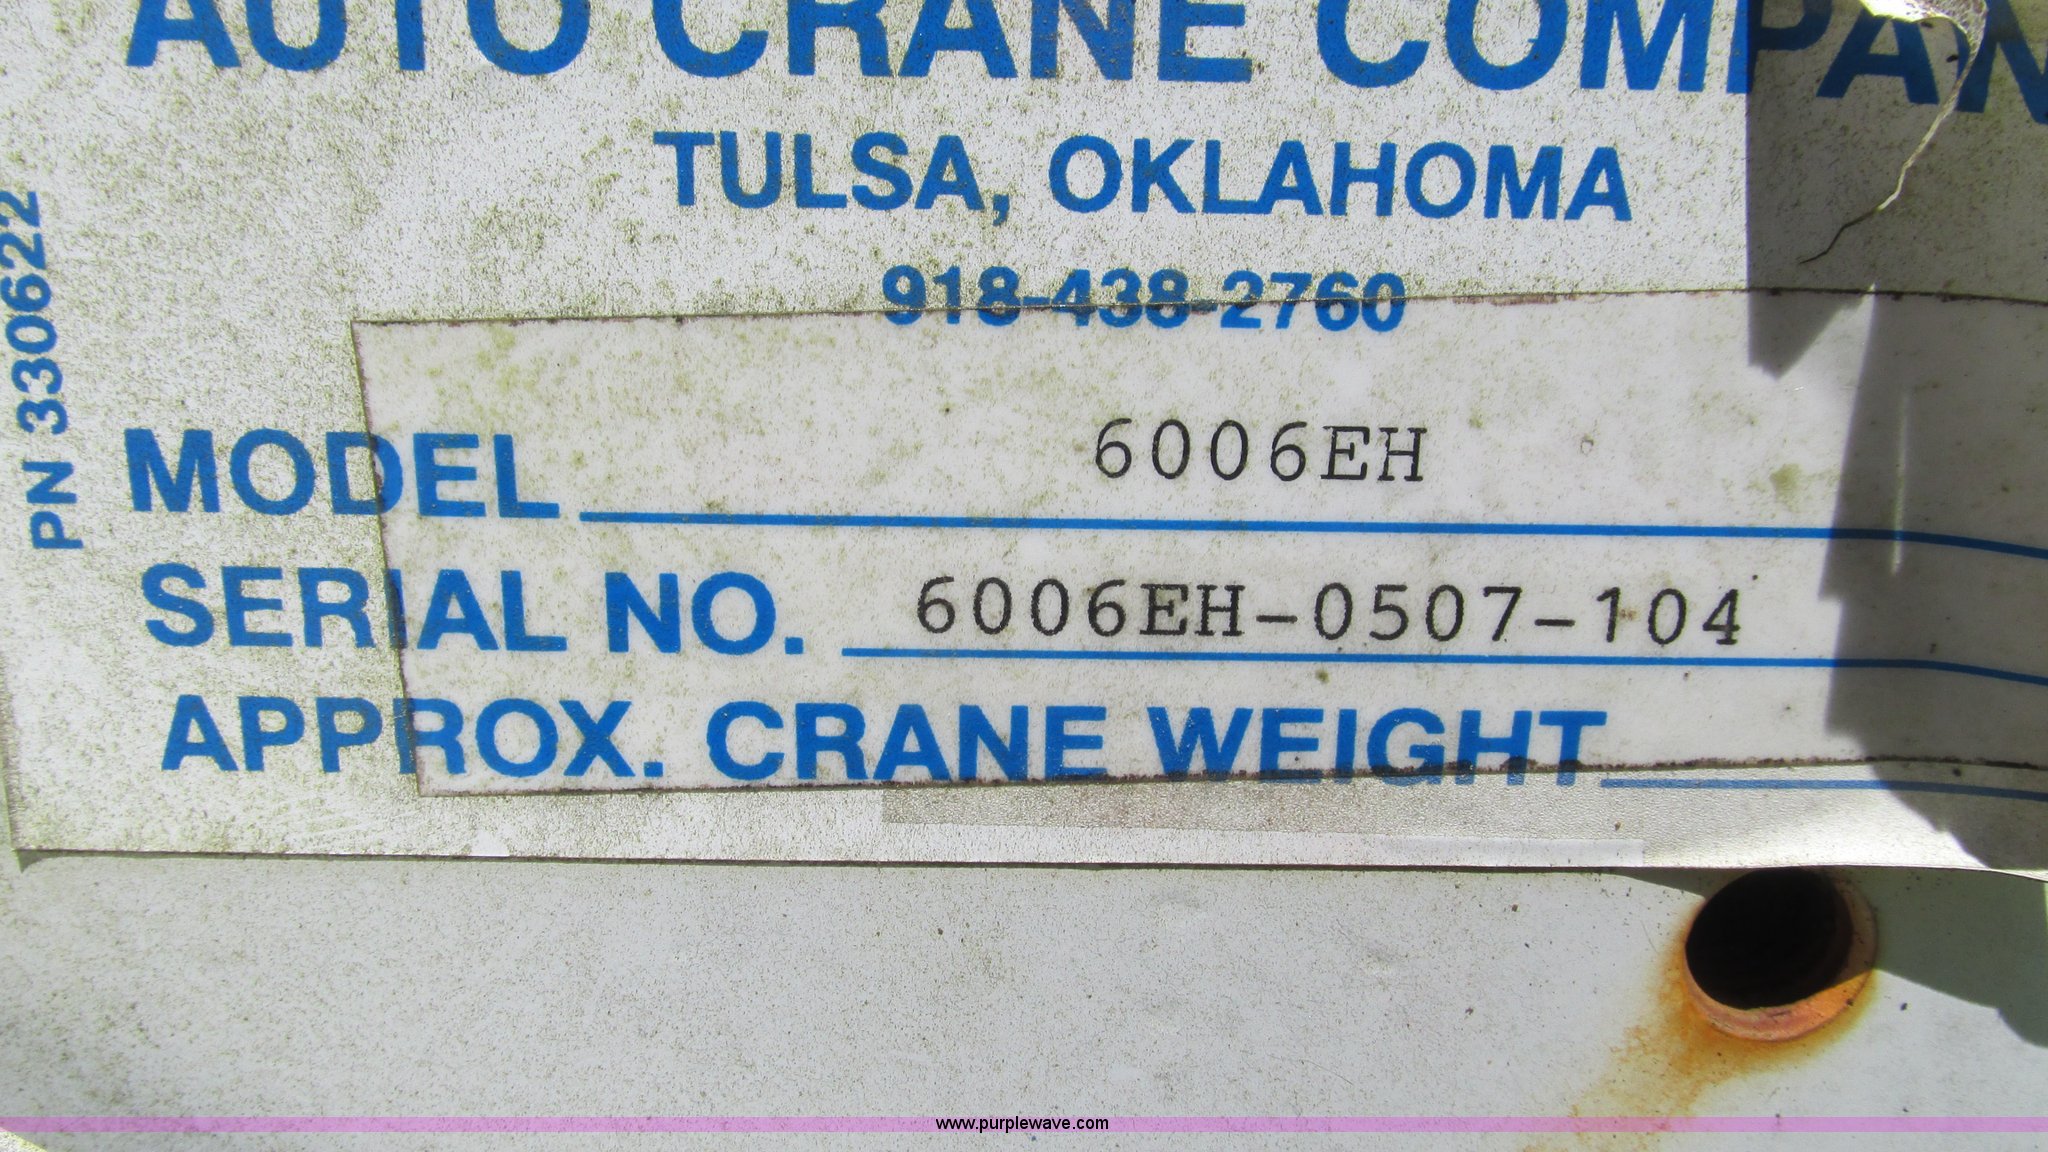 AUTO CRANE COMPAN
TULSA, OKLAHOMA
918-438-2760
PN 330622
MODEL 6006EH
SERIAL NO. 6006EH-0507-104
APPROX. CRANE WEIGHT
www.purplewave.com